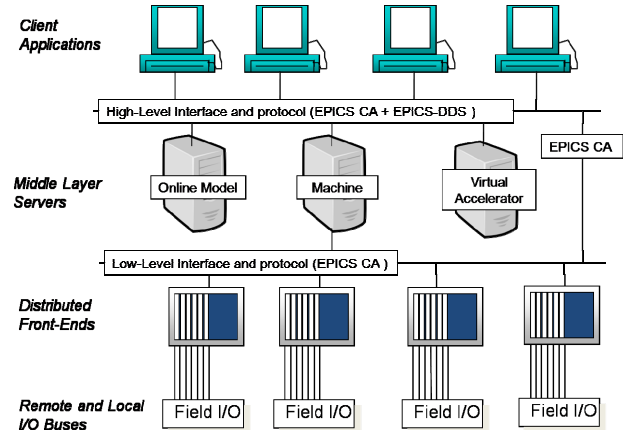 Client
Applications
High-Level Interface and protocol (EPICS CA + EPICS-DDS )
EPICS CA
Middle Layer
Servers
Online Model
Machine
Virtual
Accelerator
Low-Level Interface and protocol (EPICS CA )
Distributed
Front-Ends
Remote and Local
I/O Buses
Field I/O
Field I/O
Field I/O
Field I/O